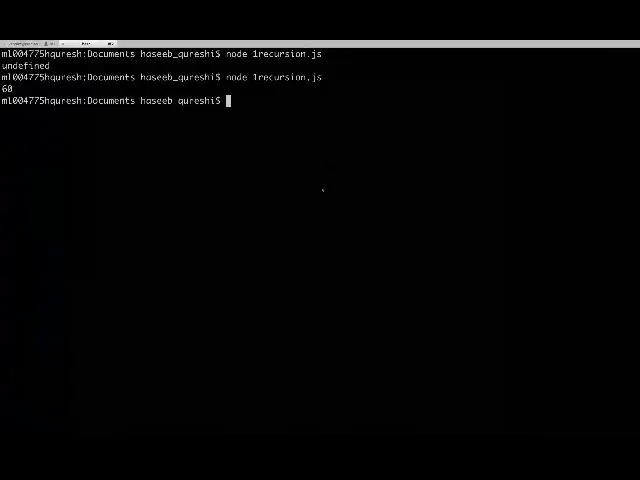 ml004775hquresh:Documents haseeb_qureshi$ node 1recursion.js
undefined
ml004775hquresh:Documents haseeb_qureshi$ node 1recursion.js
60
ml004775hquresh:Documents haseeb_qureshi$